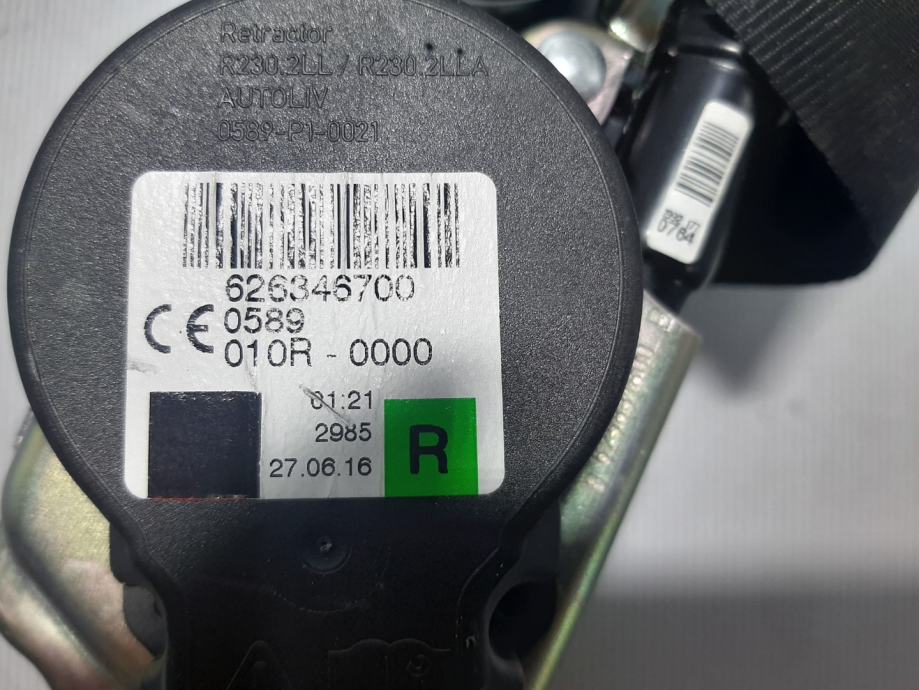 Retractor
R230.2LL / R230.2LLA
AUTOLIV
0589-P1-0021
626346700
CE 0589
010R - 0000
01:21
2985
27.06.16
R
0764